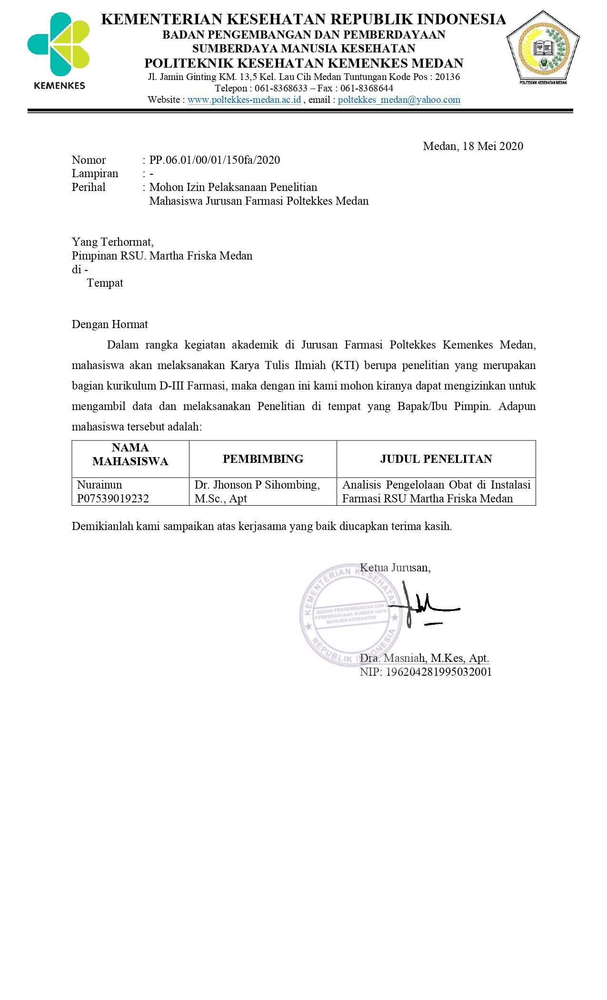 KEMENKES
KEMENTERIAN KESEHATAN REPUBLIK INDONESIA
BADAN PENGEMBANGAN DAN PEMBERDAYAAN
SUMBERDAYA MANUSIA KESEHATAN
POLITEKNIK KESEHATAN KEMENKES MEDAN
Jl. Jamin Ginting KM. 13,5 Kel. Lau Cih Medan Tuntungan Kode Pos : 20136
Telepon : 061-8368633 – Fax : 061-8368644
Website : www.poltekkes-medan.ac.id , email : poltekkes_medan@yahoo.com
POLITEKNIK KESEHATAN MEDAN
Medan, 18 Mei 2020
Nomor : PP.06.01/00/01/150fa/2020
Lampiran : -
Perihal : Mohon Izin Pelaksanaan Penelitian
Mahasiswa Jurusan Farmasi Poltekkes Medan
Yang Terhormat,
Pimpinan RSU. Martha Friska Medan
di -
Tempat
Dengan Hormat
Dalam rangka kegiatan akademik di Jurusan Farmasi Poltekkes Kemenkes Medan,
mahasiswa akan melaksanakan Karya Tulis Ilmiah (KTI) berupa penelitian yang merupakan
bagian kurikulum D-III Farmasi, maka dengan ini kami mohon kiranya dapat mengizinkan untuk
mengambil data dan melaksanakan Penelitian di tempat yang Bapak/Ibu Pimpin. Adapun
mahasiswa tersebut adalah:
NAMA
MAHASISWA
PEMBIMBING
JUDUL PENELITAN
Nurainun
P07539019232
Dr. Jhonson P Sihombing,
M.Sc., Apt
Analisis Pengelolaan Obat di Instalasi
Farmasi RSU Martha Friska Medan
Demikianlah kami sampaikan atas kerjasama yang baik diucapkan terima kasih.
Ketua Jurusan,
KEMENTERIAN KESEHATAN
BADAN PENGEMBANGAN DAN
PEMBERDAYAAN SUMBER DAYA
MANUSIA KESEHATAN
REPUBLIK INDONESIA
Dra. Masniah, M.Kes, Apt.
NIP: 196204281995032001